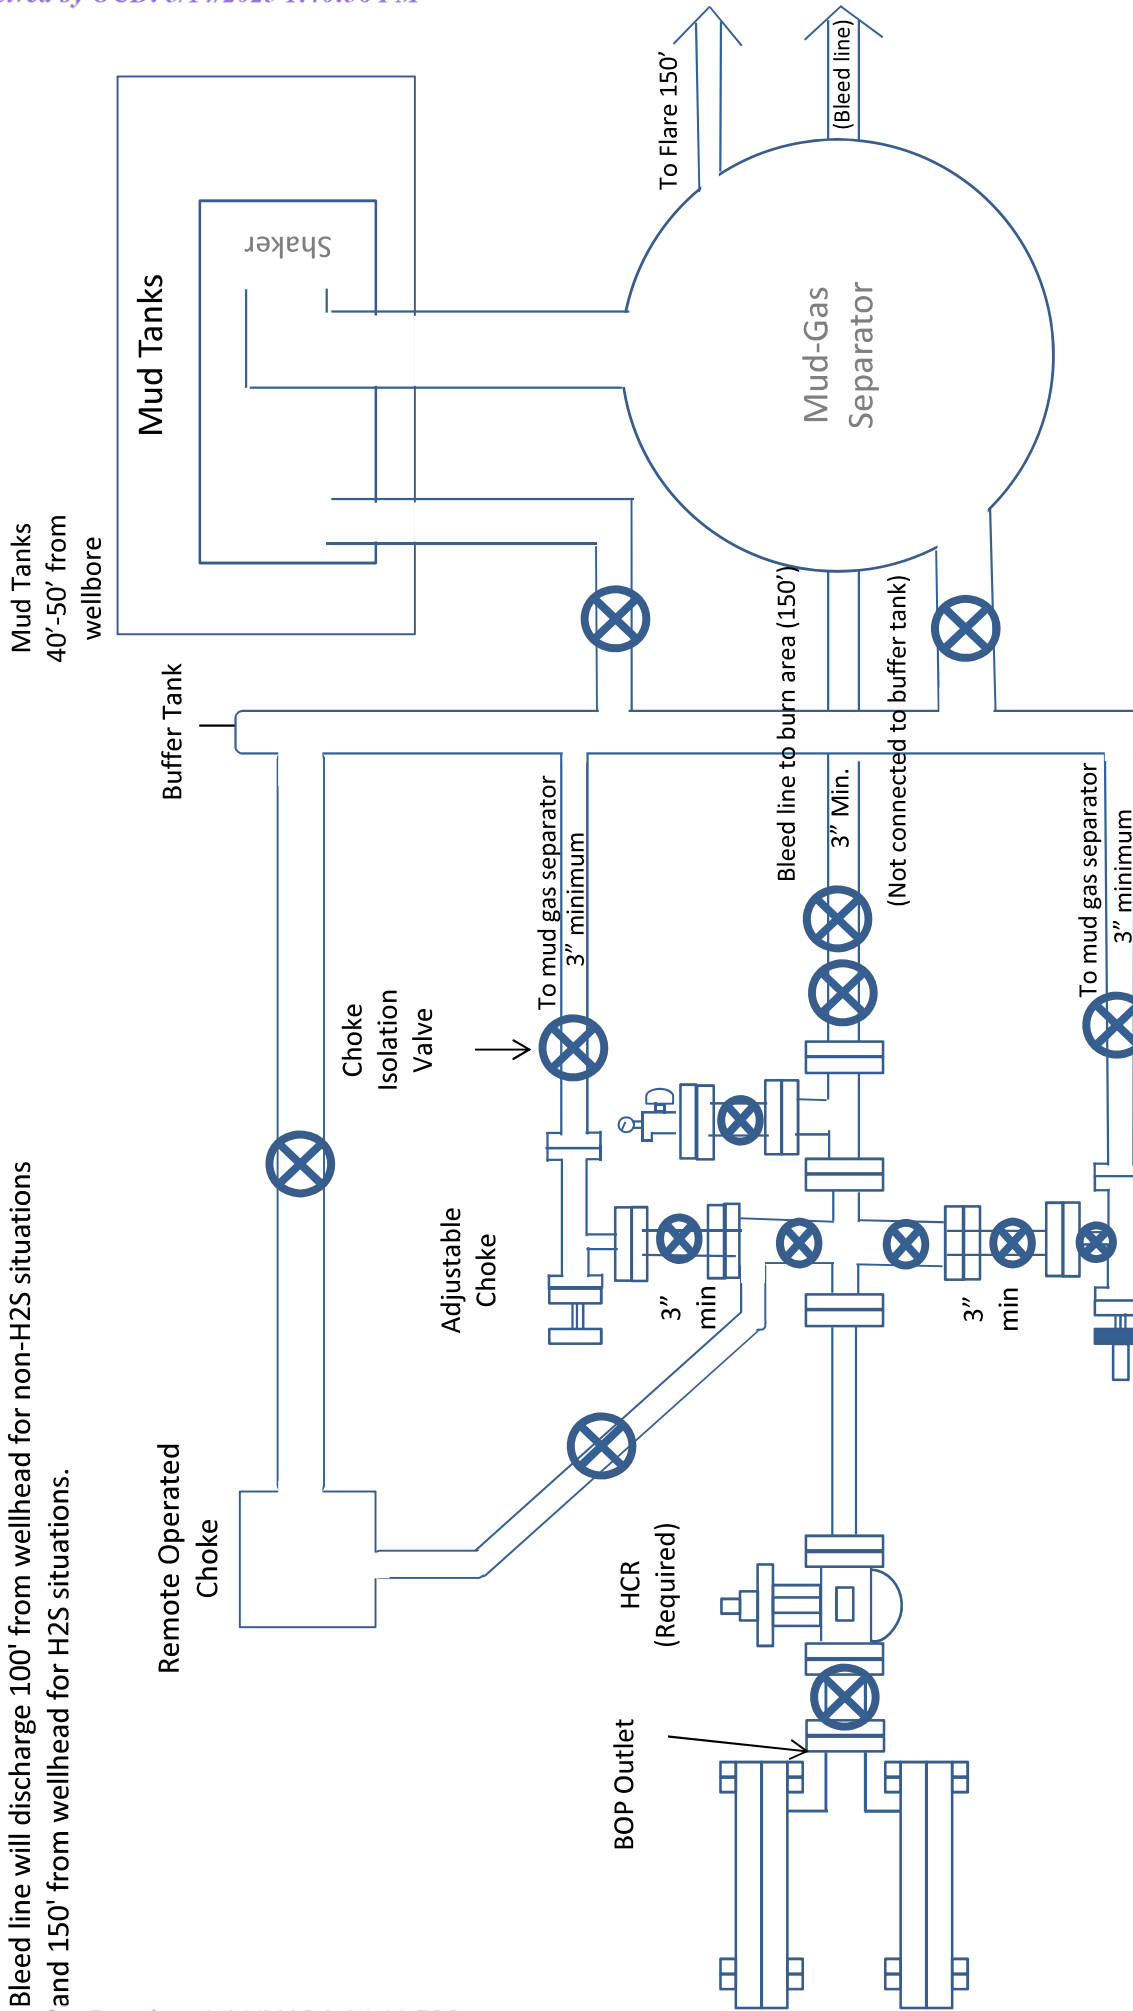 Bleed line will discharge 100' from wellhead for non-H2S situations
and 150' from wellhead for H2S situations.
Mud Tanks
40’-50’ from
wellbore
Mud Tanks
Shaker
Buffer Tank
Remote Operated
Choke
Choke
Isolation
Valve
Adjustable
Choke
To mud gas separator
3” minimum
To Flare 150’
(Bleed line)
Mud-Gas
Separator
Bleed line to burn area (150’)
3” Min.
(Not connected to buffer tank)
3”
min
3”
min
To mud gas separator
3” minimum
HCR
(Required)
BOP Outlet